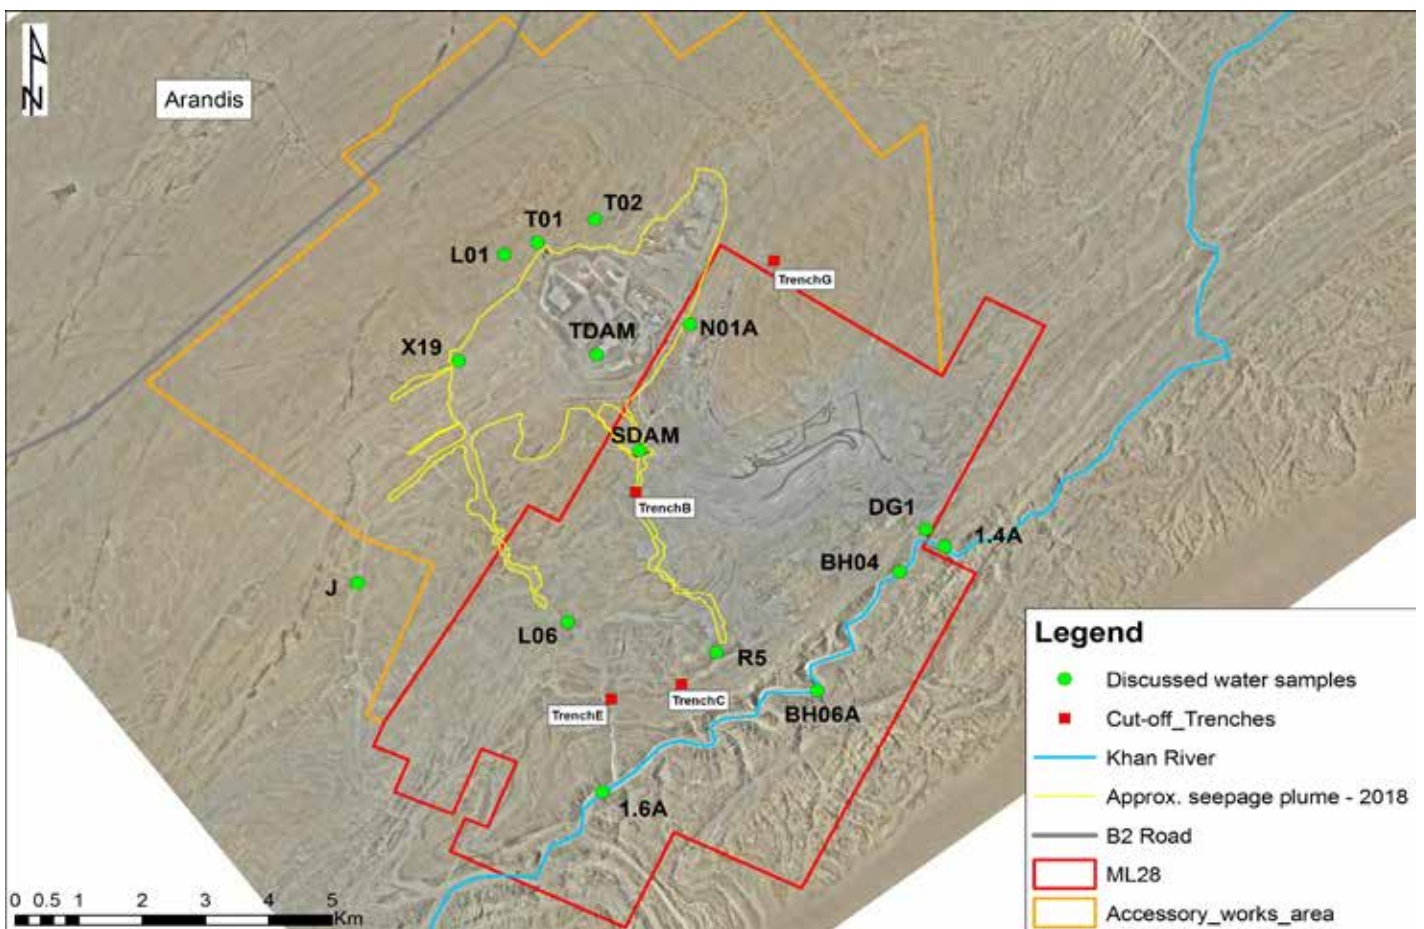 N
Arandis
T02
T01
L01
TrenchG
N01A
TDAM
X19
SDAM
TrenchB
DG1
1.4A
BH04
J
L06
R5
TrenchC
TrenchE
BH06A
1.6A
Legend
Discussed water samples
Cut-off_Trenches
Khan River
Approx. seepage plume - 2018
B2 Road
ML28
Accessory_works_area
0 0.5 1 2 3 4 5
Km